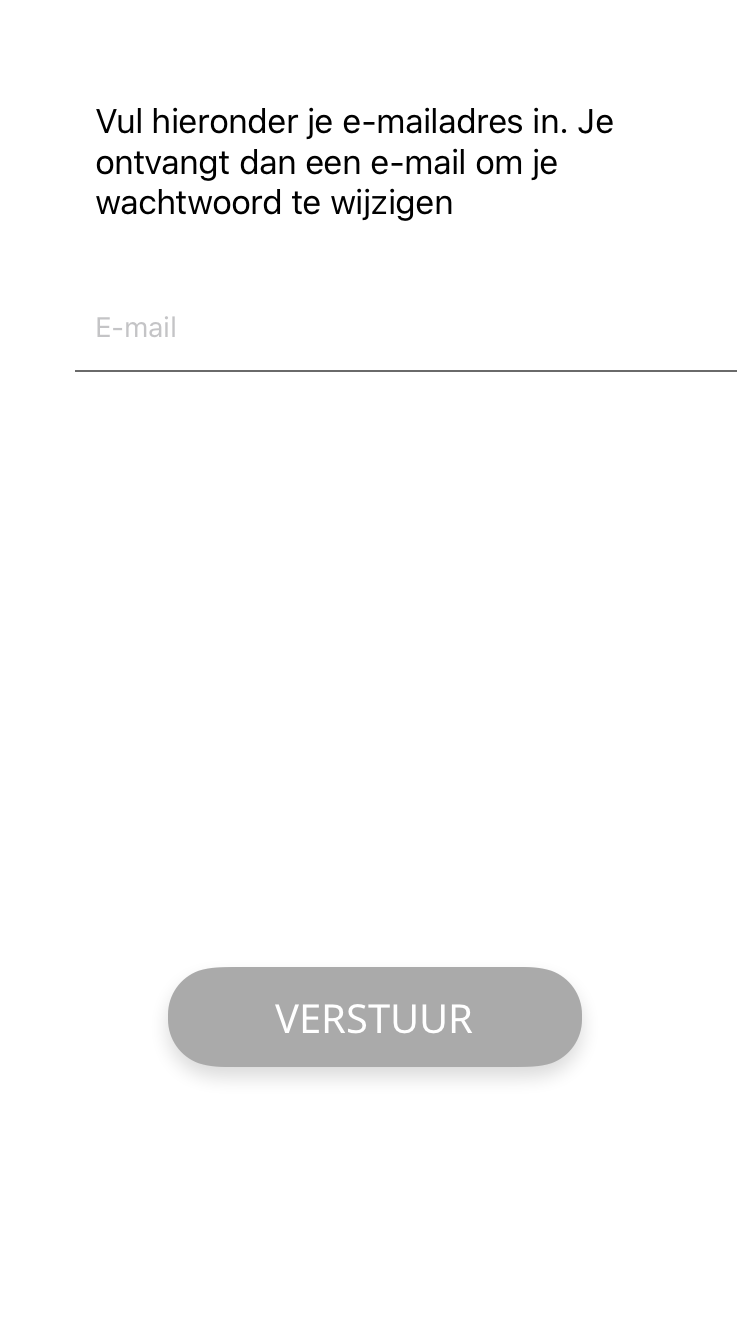 Vul hieronder je e-mailadres in. Je
ontvangt dan een e-mail om je
wachtwoord te wijzigen
E-mail
VERSTUUR